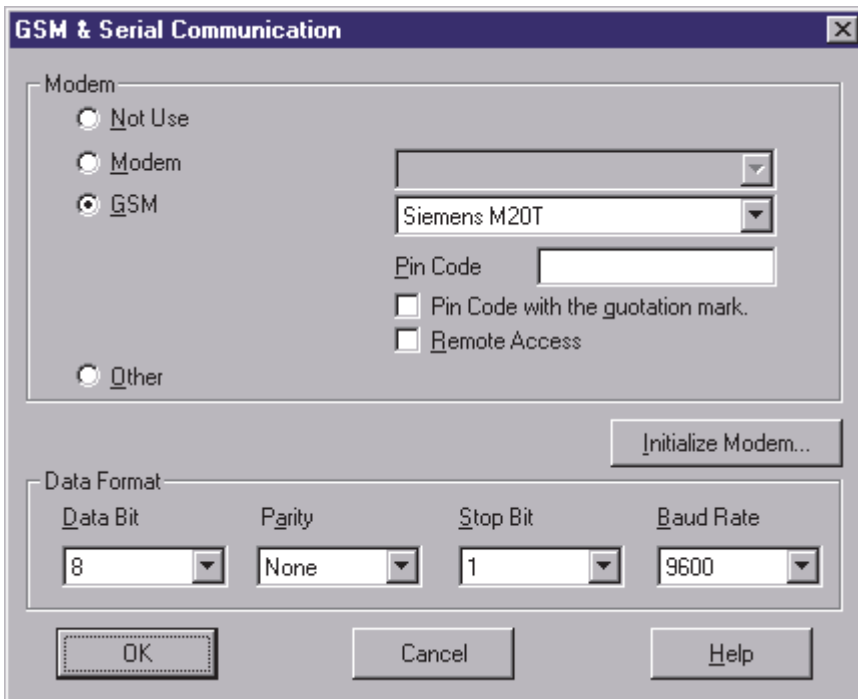 GSM & Serial Communication
Modem
Not Use
Modem
GSM
Siemens M20T
Pin Code
Pin Code with the guotation mark.
Remote Access
Other
Initialize Modem...
Data Format
Data Bit Parity Stop Bit Baud Rate
8 None 1 9600
OK Cancel Help